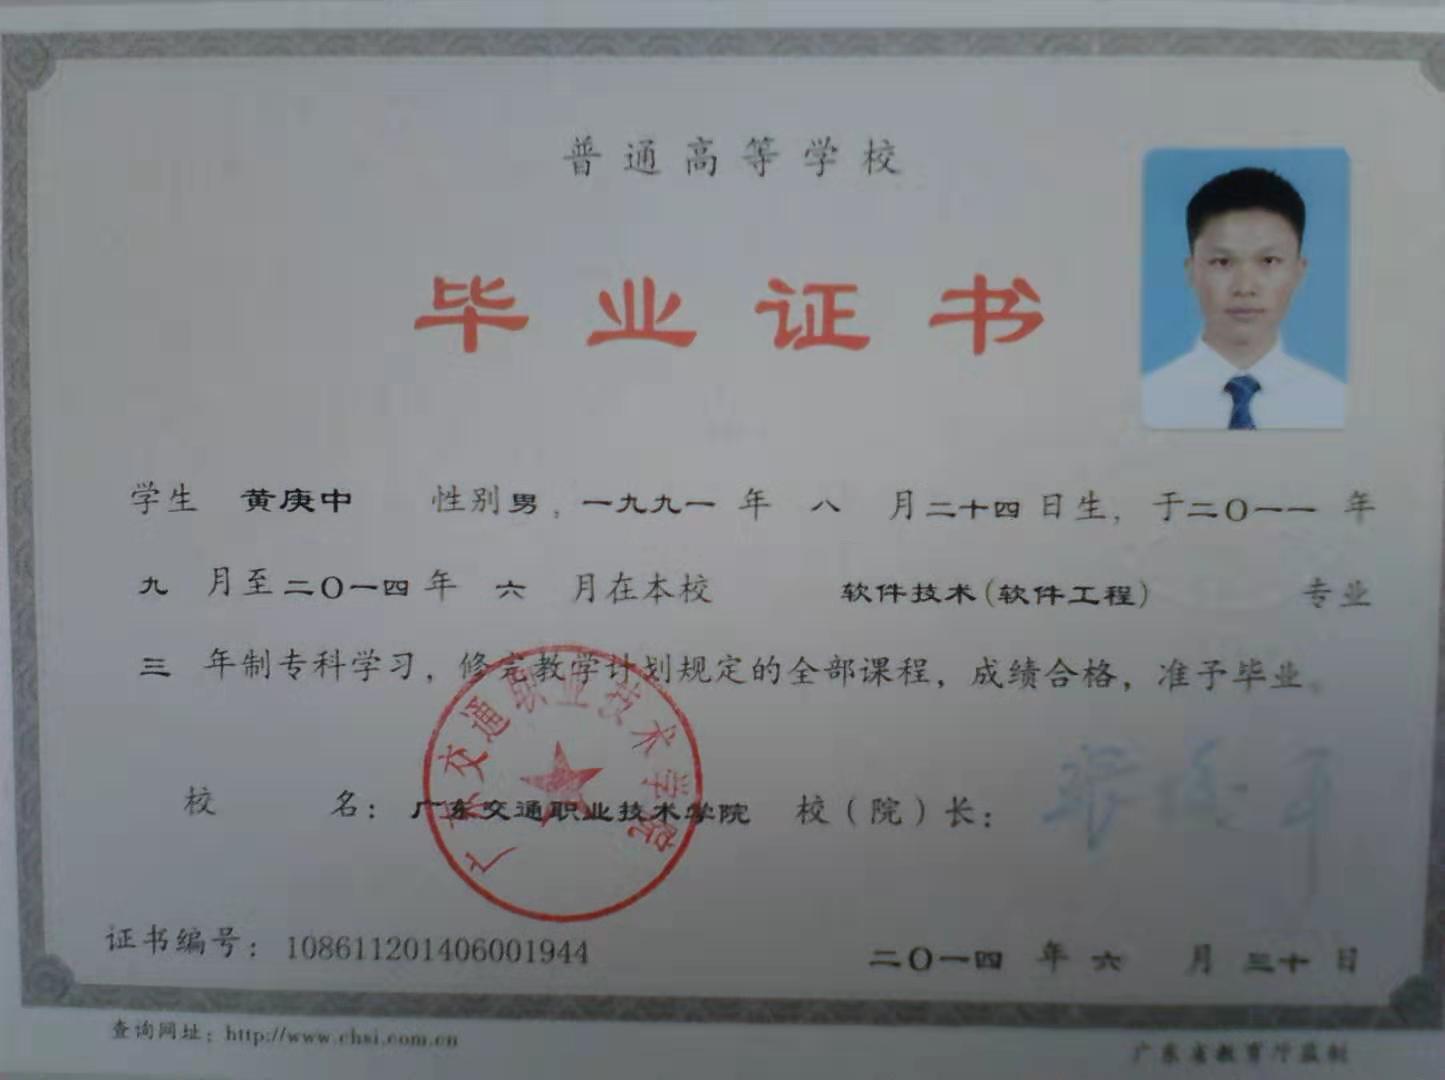 普通高等学校
毕业证书
学生 黄庚中 性别男，一九九一年 八 月二十四日生，于二〇一一年
九 月至二〇一四年 六 月在本校 软件技术(软件工程) 专业
三 年制专科学习，修完教学计划规定的全部课程，成绩合格，准予毕业。
广东交通职业技术学院
校 名：广东交通职业技术学院 校（院）长：
证书编号：108611201406001944 二〇一四年 六 月 三十 日
查询网址：http://www.chsi.com.cn 广东省教育厅监制